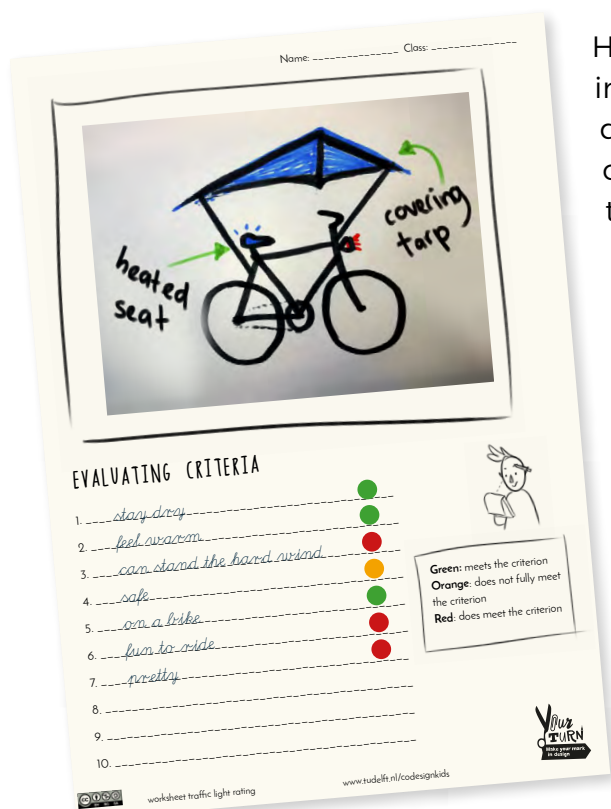 Name: Class:
covering
tarp
heated
seat
EVALUATING CRITERIA
1. stay dry
2. feel warm
3. can stand the hard wind
4. safe
5. on a bike
6. fun to ride
7. pretty
8.
9.
10.
Green: meets the criterion
Orange: does not fully meet
the criterion
Red: does meet the criterion
YOUR
TURN
Make your mark
in design
worksheet traffic light rating
www.tudelft.nl/codesignkids
H